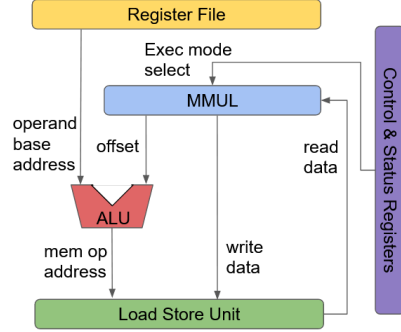 Register File
Exec mode
select
MMUL
operand
base
address
offset
read
data
ALU
mem op
address
write
data
Load Store Unit
Control & Status Registers